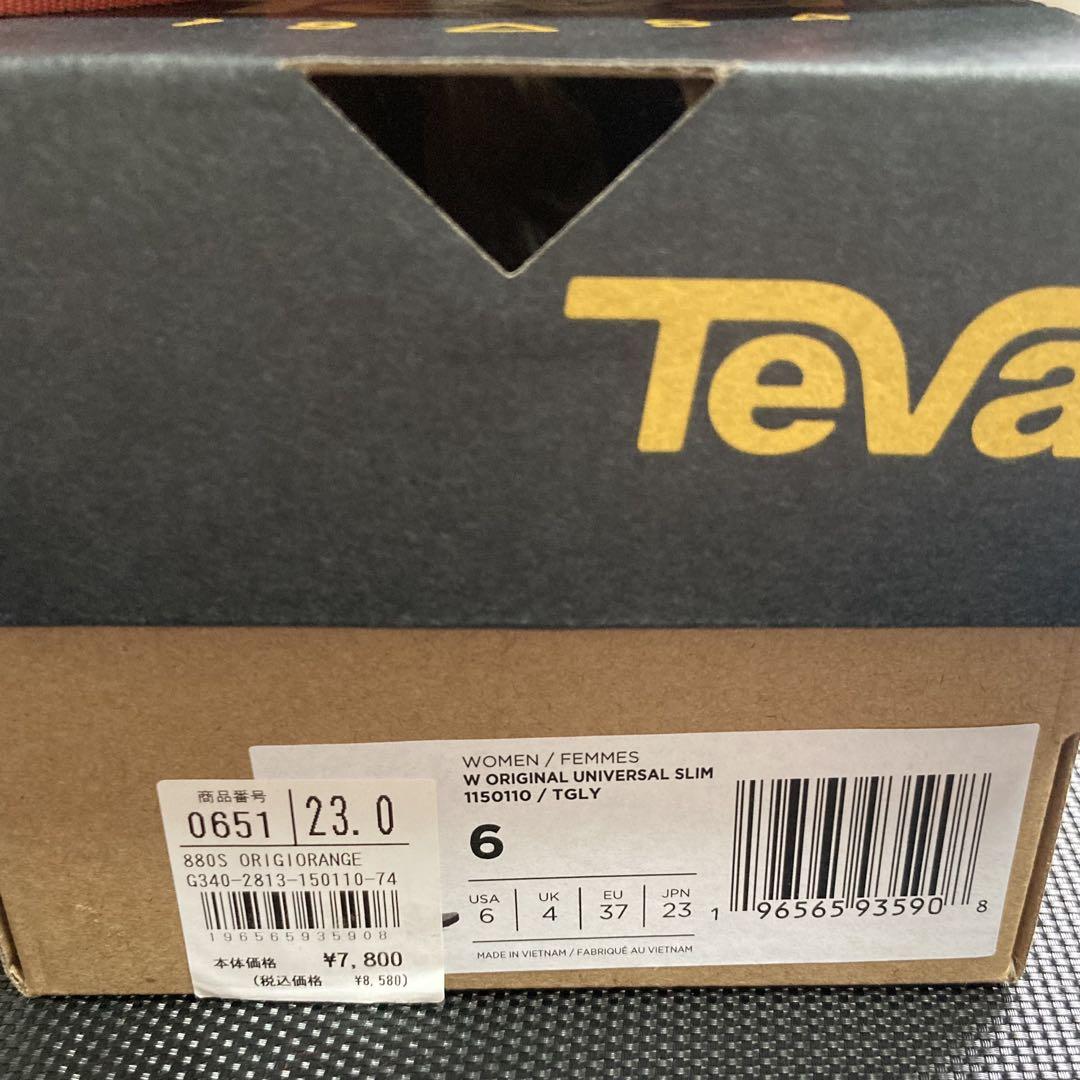 Teva
WOMEN / FEMMES
W ORIGINAL UNIVERSAL SLIM
1150110 / TGLY
6
USA UK EU JPN
6 4 37 23
MADE IN VIETNAM / FABRIQUÉ AU VIETNAM
1 96565 93590 8
商品番号
0651 23.0
880S ORIGIORANGE
G340-2813-150110-74
196565935908
本体価格 ¥7,800
(税込価格 ¥8,580)